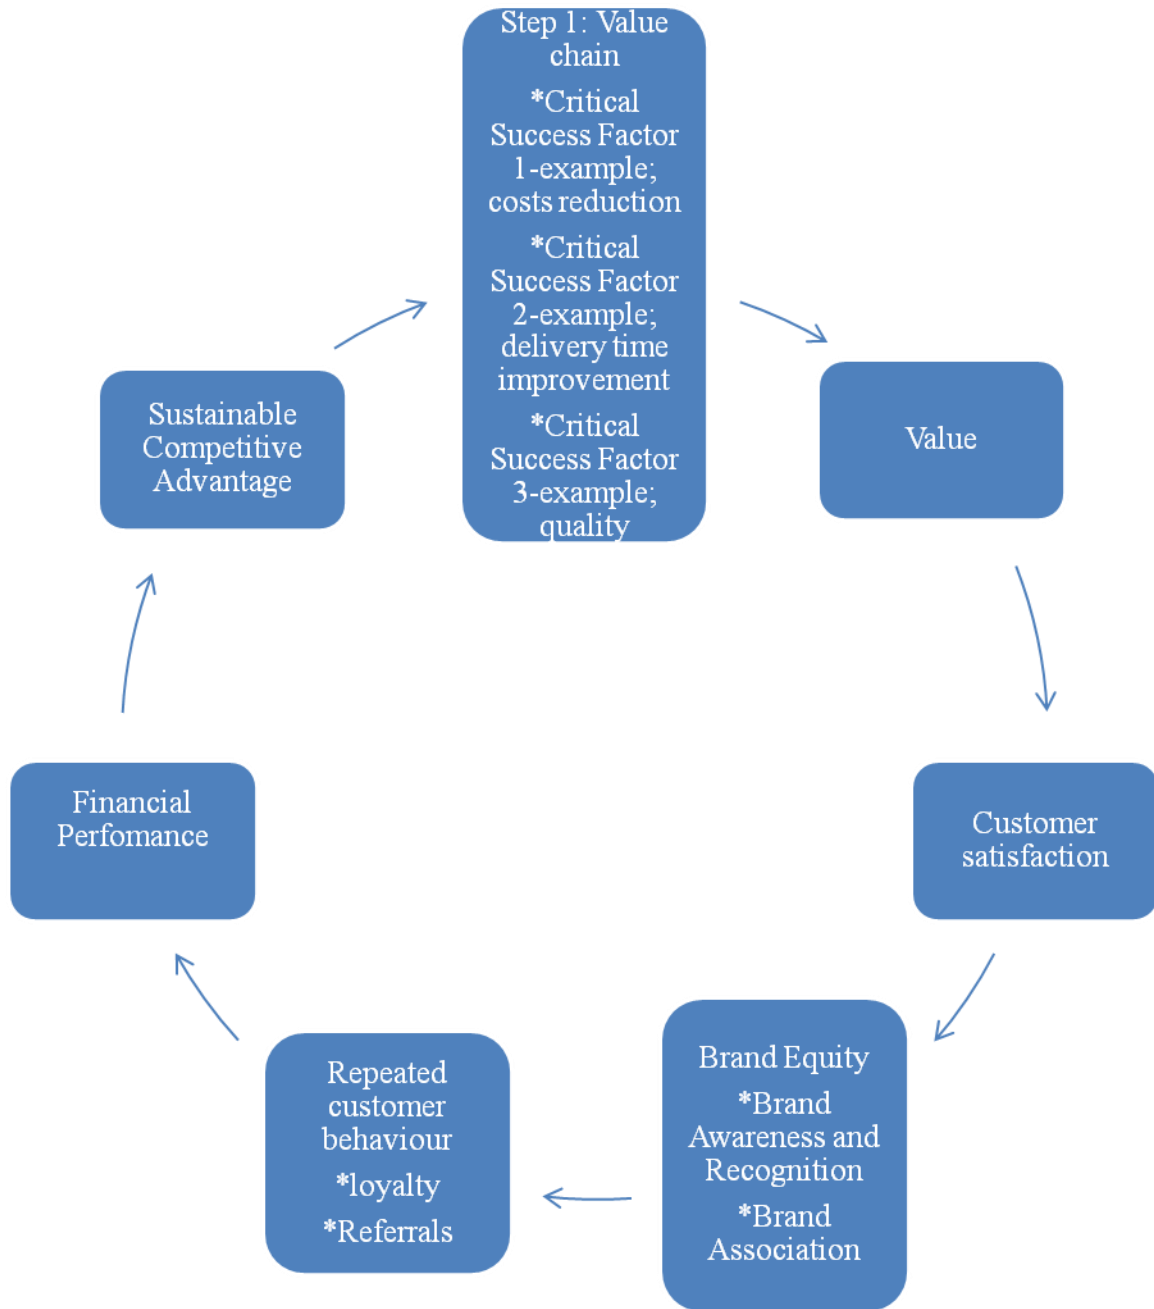 Step 1: Value
chain
*Critical
Success Factor
1-example;
costs reduction
*Critical
Success Factor
2-example;
delivery time
improvement
*Critical
Success Factor
3-example;
quality
Value
Customer
satisfaction
Brand Equity
*Brand
Awareness and
Recognition
*Brand
Association
Repeated
customer
behaviour
*loyalty
*Referrals
Financial
Perfomance
Sustainable
Competitive
Advantage